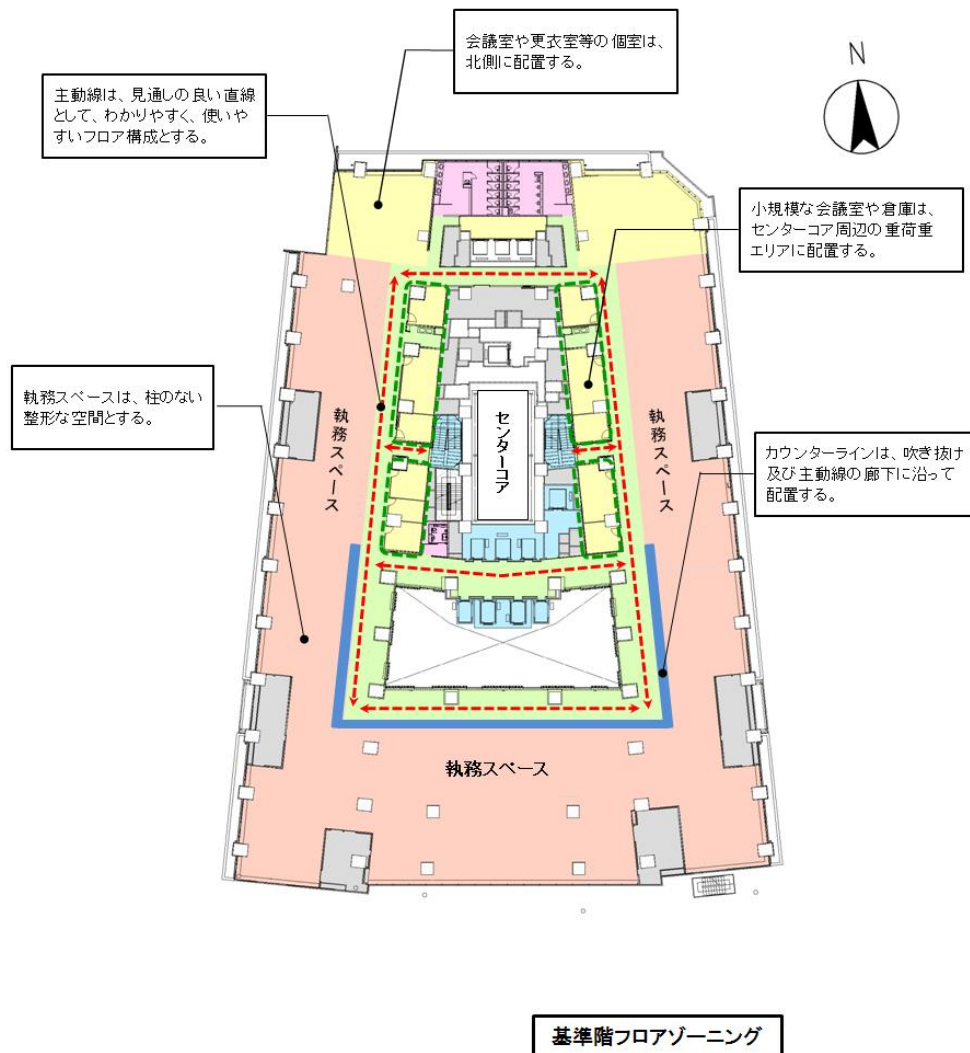 会議室や更衣室等の個室は、
北側に配置する。
N
主動線は、見通しの良い直線
として、わかりやすく、使いや
すいフロア構成とする。
小規模な会議室や倉庫は、
センターコア周辺の重荷重
エリアに配置する。
執務スペースは、柱のない
整形な空間とする。
執務スペース
センターコア
執務スペース
カウンターラインは、吹き抜け
及び主動線の廊下に沿って
配置する。
執務スペース
基準階フロアゾーニング